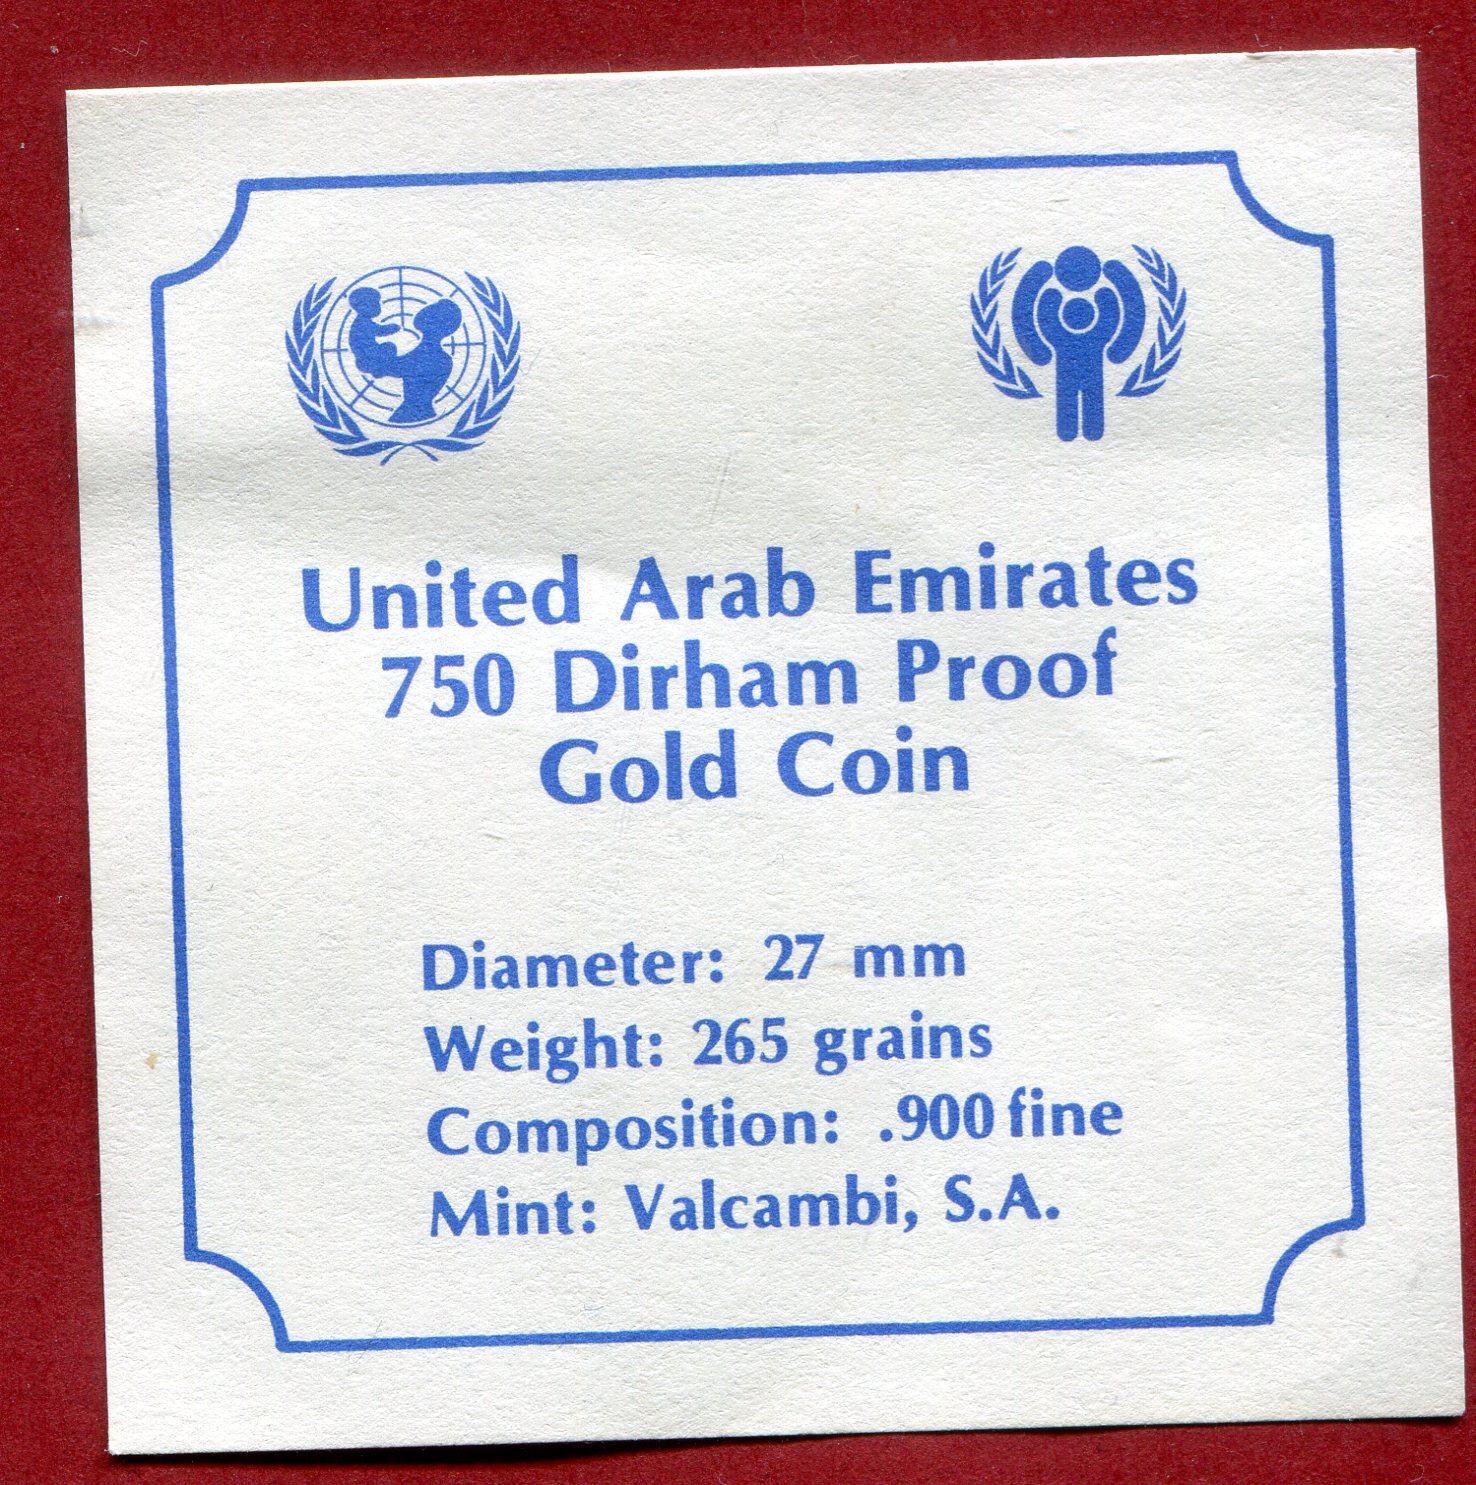 United Arab Emirates
750 Dirham Proof
Gold Coin
Diameter: 27 mm
Weight: 265 grains
Composition: .900 fine
Mint: Valcambi, S.A.